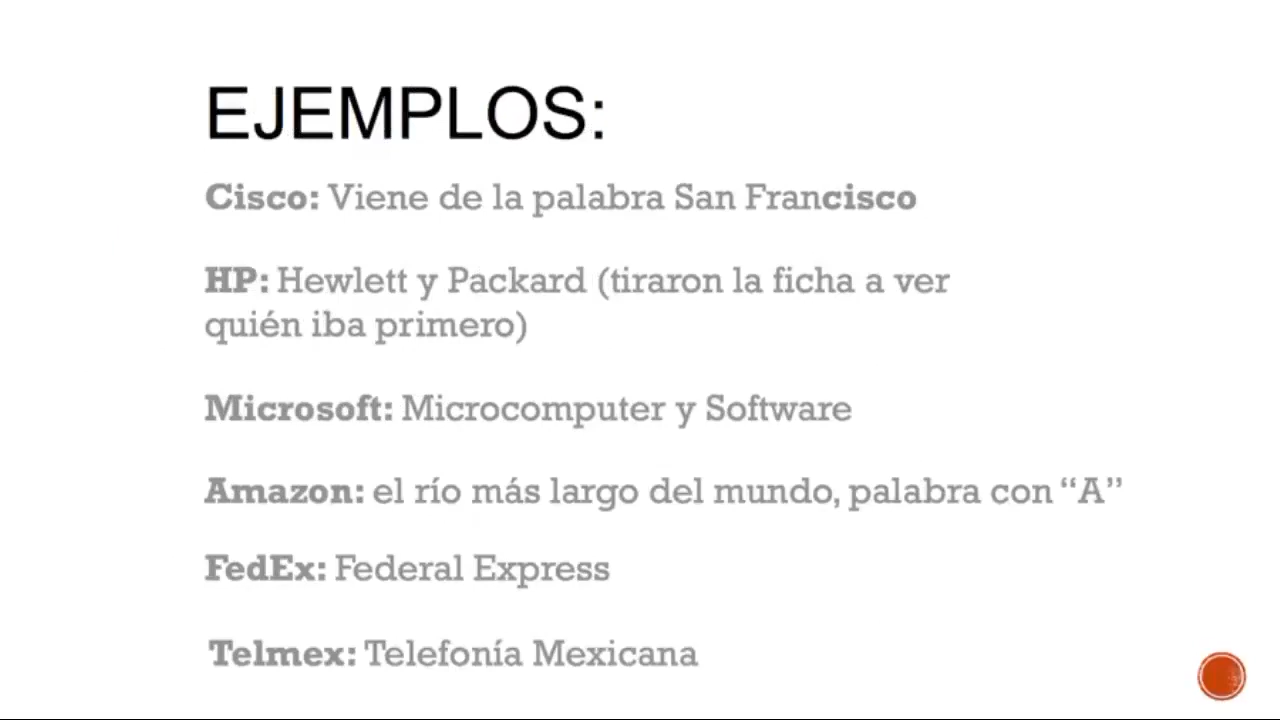 EJEMPLOS:
Cisco: Viene de la palabra San Francisco
HP: Hewlett y Packard (tiraron la ficha a ver
quién iba primero)
Microsoft: Microcomputer y Software
Amazon: el río más largo del mundo, palabra con “A”
FedEx: Federal Express
Telmex: Telefonía Mexicana